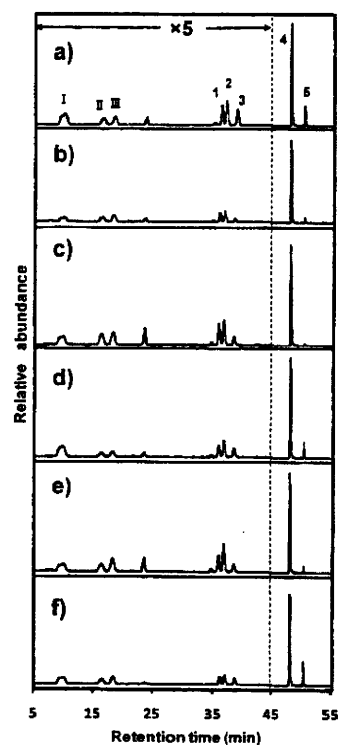 ×5
4
a)
1 2
3
5
I II III
b)
c)
d)
e)
f)
Relative abundance
5 15 25 35 45 55
Retention time (min)